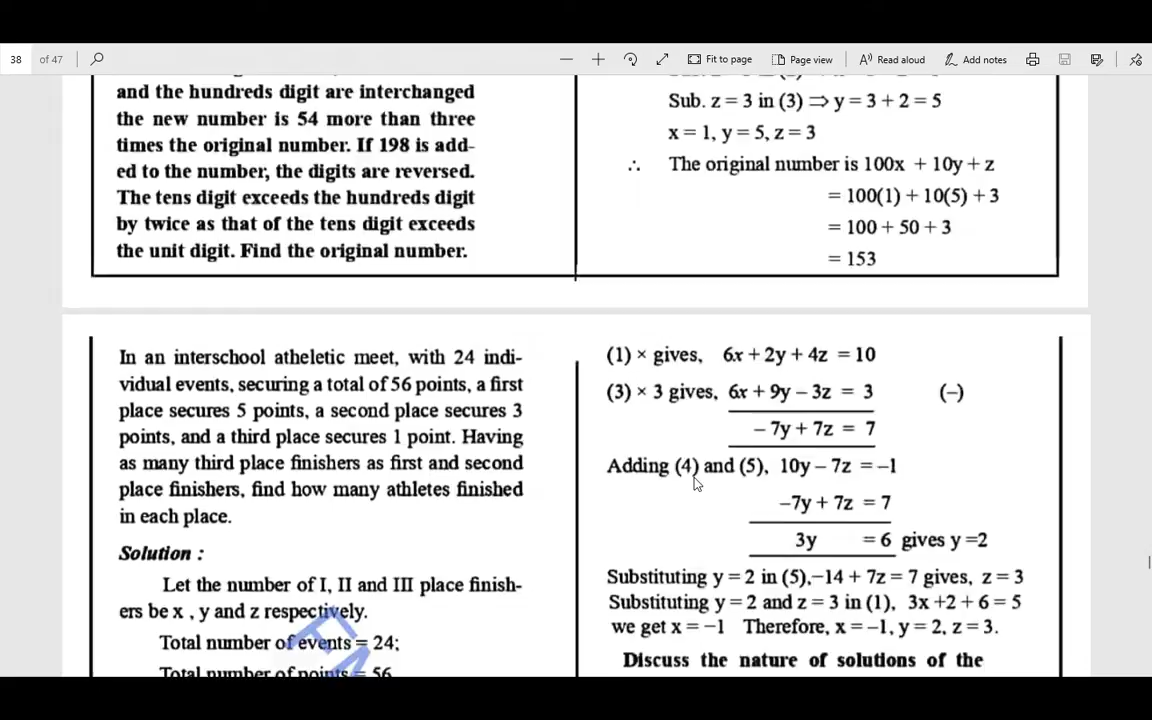 38 of 47
Fit to page
Page view
Read aloud
Add notes
and the hundreds digit are interchanged
the new number is 54 more than three
times the original number. If 198 is add-
ed to the number, the digits are reversed.
The tens digit exceeds the hundreds digit
by twice as that of the tens digit exceeds
the unit digit. Find the original number.
Sub. z = 3 in (3) ⇒ y = 3 + 2 = 5
x = 1, y = 5, z = 3
∴ The original number is 100x + 10y + z
= 100(1) + 10(5) + 3
= 100 + 50 + 3
= 153
In an interschool atheletic meet, with 24 indi-
vidual events, securing a total of 56 points, a first
place secures 5 points, a second place secures 3
points, and a third place secures 1 point. Having
as many third place finishers as first and second
place finishers, find how many athletes finished
in each place.
Solution :
Let the number of I, II and III place finish-
ers be x , y and z respectively.
Total number of events = 24;
Total number of points = 56
(1) × gives, 6x + 2y + 4z = 10
(3) × 3 gives, 6x + 9y – 3z = 3 (–)
– 7y + 7z = 7
Adding (4) and (5), 10y – 7z = –1
–7y + 7z = 7
3y = 6 gives y =2
Substituting y = 2 in (5),–14 + 7z = 7 gives, z = 3
Substituting y = 2 and z = 3 in (1), 3x +2 + 6 = 5
we get x = –1 Therefore, x = –1, y = 2, z = 3.
Discuss the nature of solutions of the